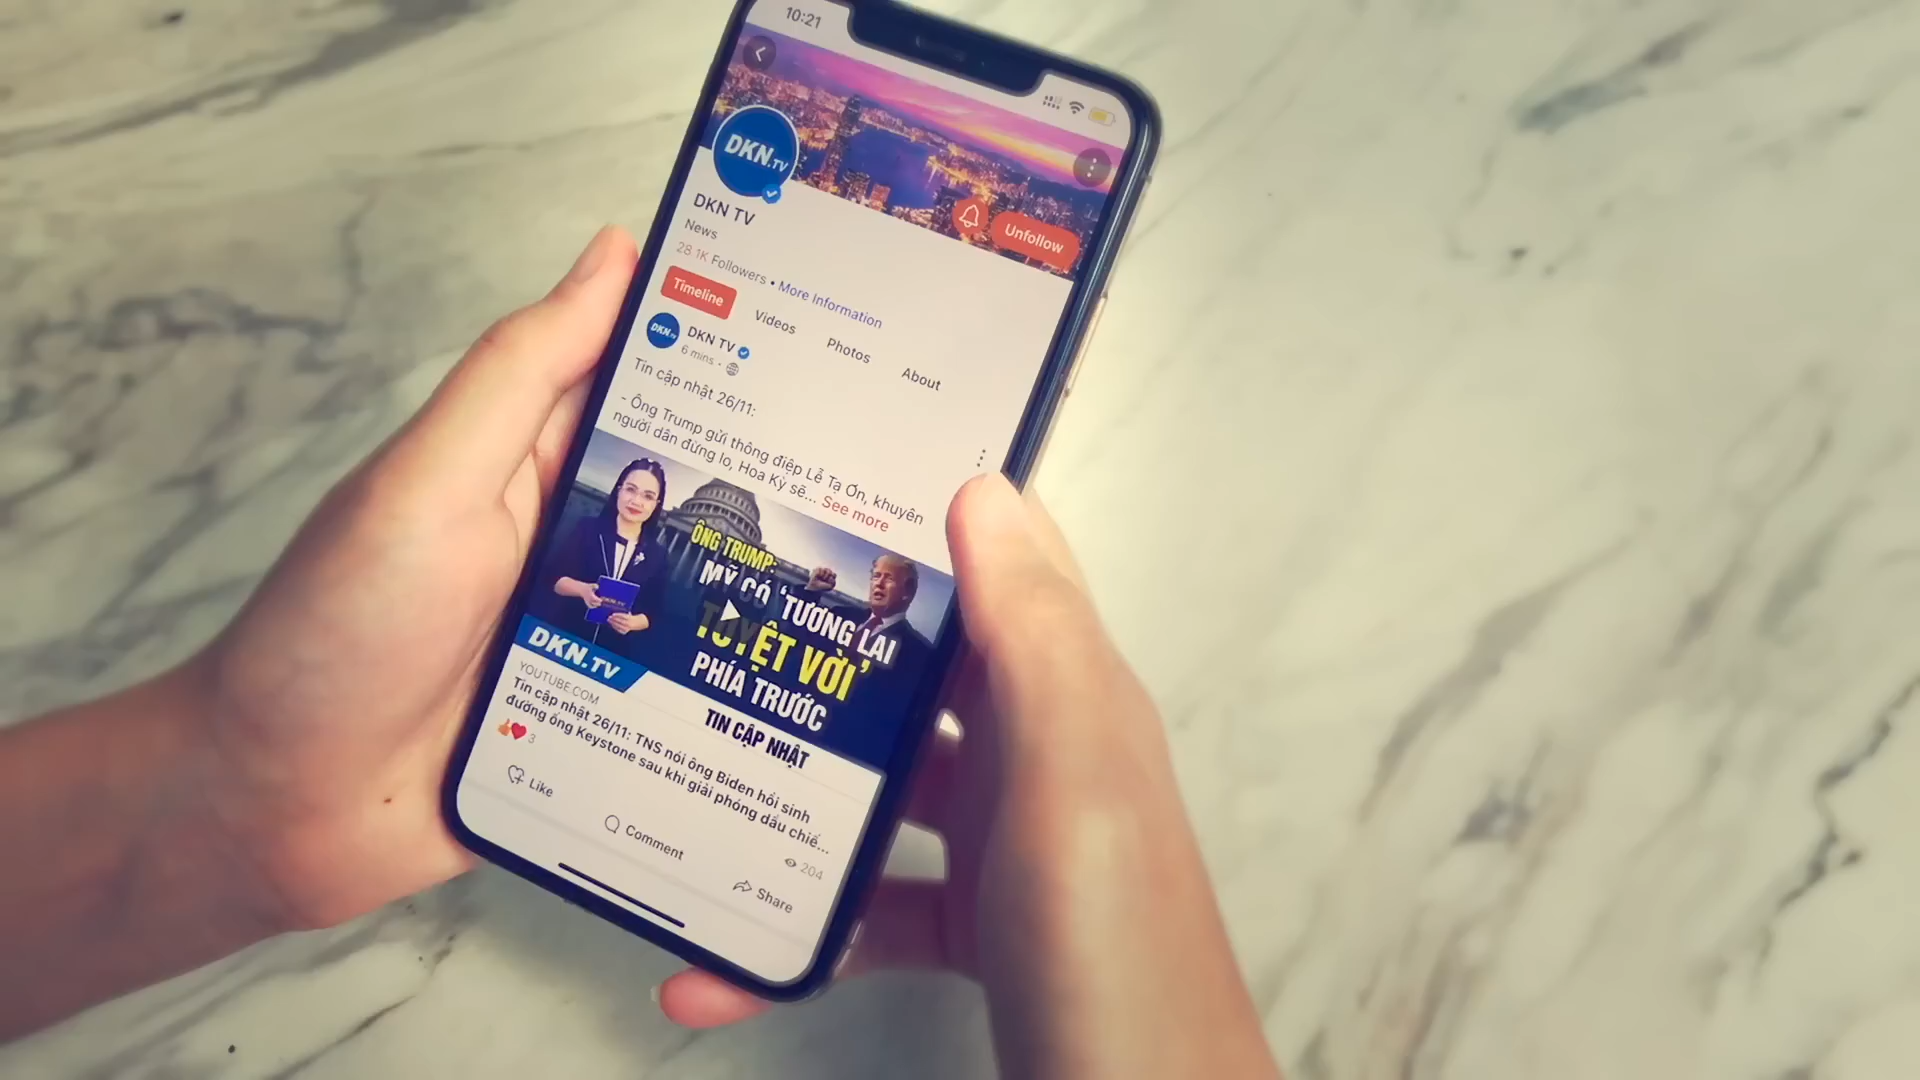 10:21
DKN.TV
DKN TV
News
Unfollow
28.1K Followers • More Information
Timeline
Videos
Photos
About
DKN.TV
DKN TV
6 mins •
Tin cập nhật 26/11:
- Ông Trump gửi thông điệp Lễ Tạ Ơn, khuyên
người dân đừng lo, Hoa Kỳ sẽ... See more
ÔNG TRUMP:
MỸ CÓ ‘TƯƠNG LAI
TUYỆT VỜI’
PHÍA TRƯỚC
DKN.TV
TIN CẬP NHẬT
YOUTUBE.COM
Tin cập nhật 26/11: TNS nói ông Biden hồi sinh
đường ống Keystone sau khi giải phóng dầu chiế...
3
204
Like
Comment
Share